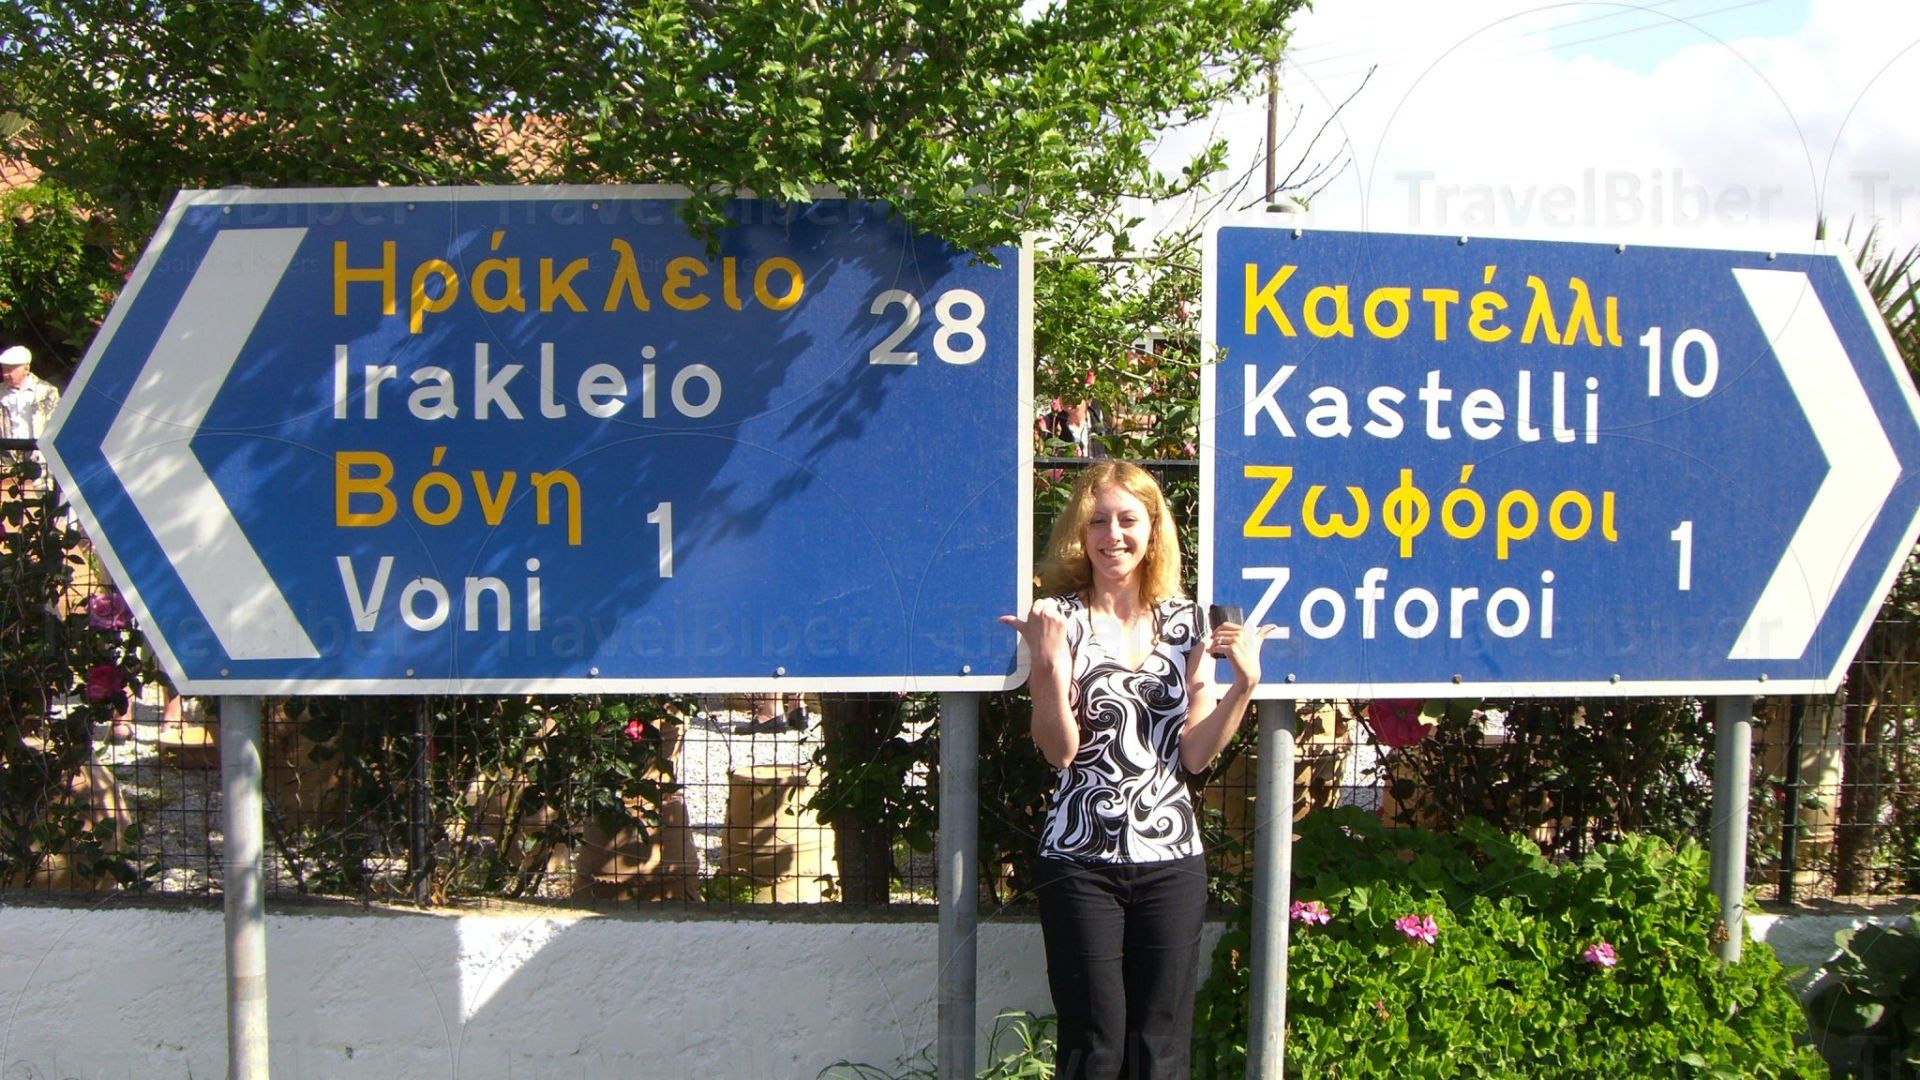 Ηράκλειο
Irakleio
28
Βόνη
Voni
1
Καστέλλι
Kastelli
10
Ζωφόροι
Zoforoi
1
TravelBiber